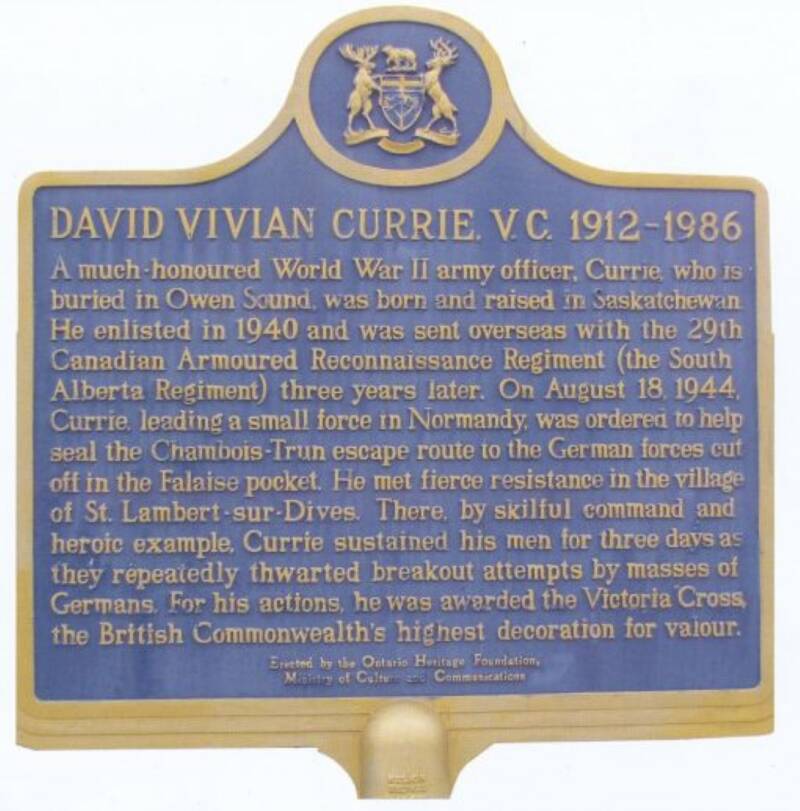 DAVID VIVIAN CURRIE, V.C. 1912-1986
A much-honoured World War II army officer, Currie, who is
buried in Owen Sound, was born and raised in Saskatchewan.
He enlisted in 1940 and was sent overseas with the 29th
Canadian Armoured Reconnaissance Regiment (the South
Alberta Regiment) three years later. On August 18, 1944,
Currie, leading a small force in Normandy, was ordered to help
seal the Chambois-Trun escape route to the German forces cut
off in the Falaise pocket. He met fierce resistance in the village
of St. Lambert-sur-Dives. There, by skilful command and
heroic example, Currie sustained his men for three days as
they repeatedly thwarted breakout attempts by masses of
Germans. For his actions, he was awarded the Victoria Cross,
the British Commonwealth's highest decoration for valour.
Erected by the Ontario Heritage Foundation,
Ministry of Culture and Communications